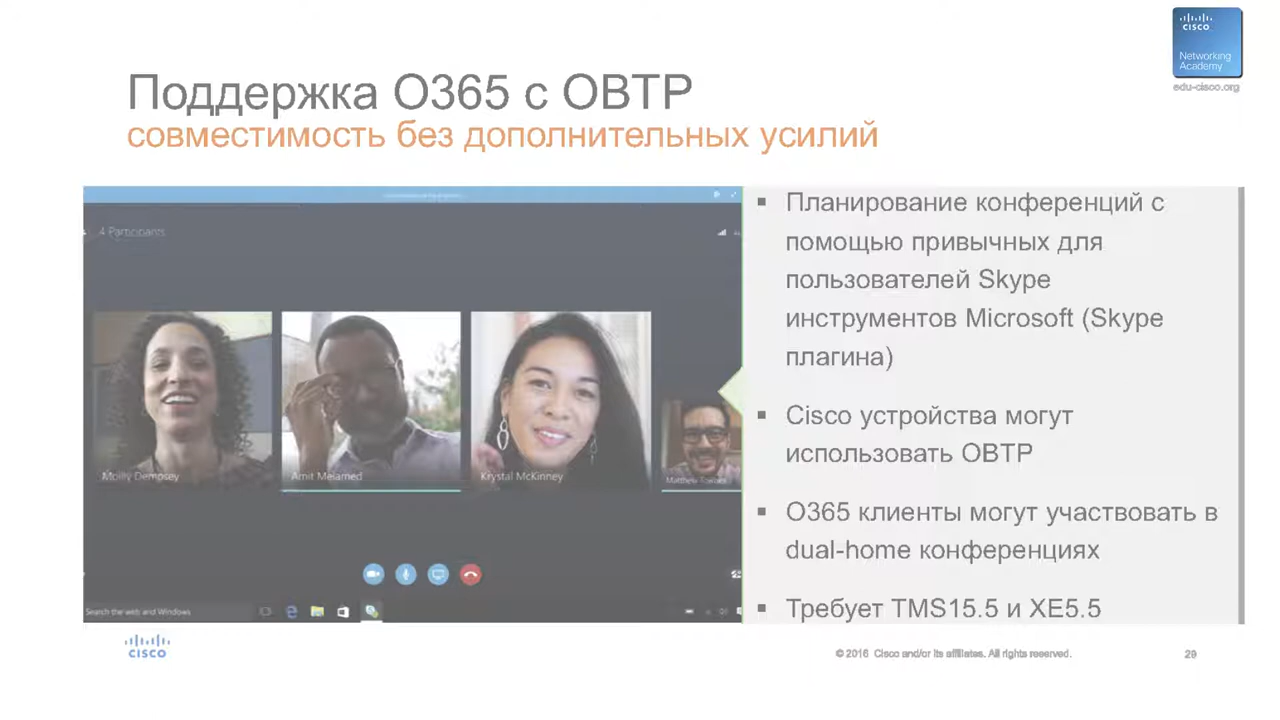 CISCO
Networking
Academy
edu-cisco.org
Поддержка O365 с OBTP
совместимость без дополнительных усилий
4 Participants
Molly Dempsey
Amit Melamed
Krystal McKinney
Matthew
Search the web and Windows
▪ Планирование конференций с
помощью привычных для
пользователей Skype
инструментов Microsoft (Skype
плагина)
▪ Cisco устройства могут
использовать OBTP
▪ O365 клиенты могут участвовать в
dual-home конференциях
▪ Требует TMS15.5 и XE5.5
CISCO
© 2016 Cisco and/or its affiliates. All rights reserved.
29